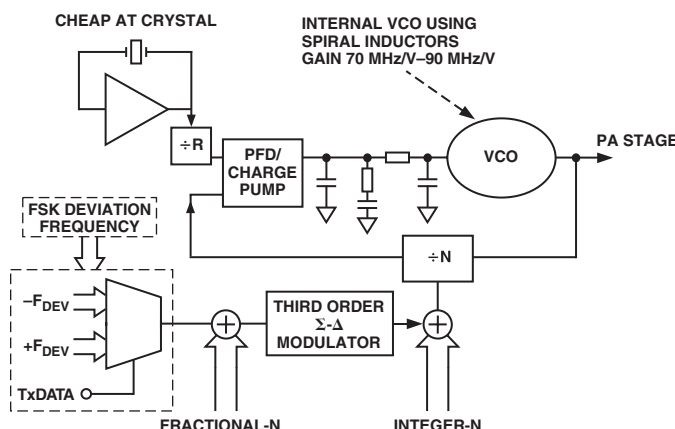 CHEAP AT CRYSTAL
INTERNAL VCO USING
SPIRAL INDUCTORS
GAIN 70 MHz/V–90 MHz/V
÷R
PFD/
CHARGE
PUMP
VCO
PA STAGE
FSK DEVIATION
FREQUENCY
÷N
–FDEV
+FDEV
TxDATA
THIRD ORDER
Σ-Δ
MODULATOR
FRACTIONAL-N
INTEGER-N